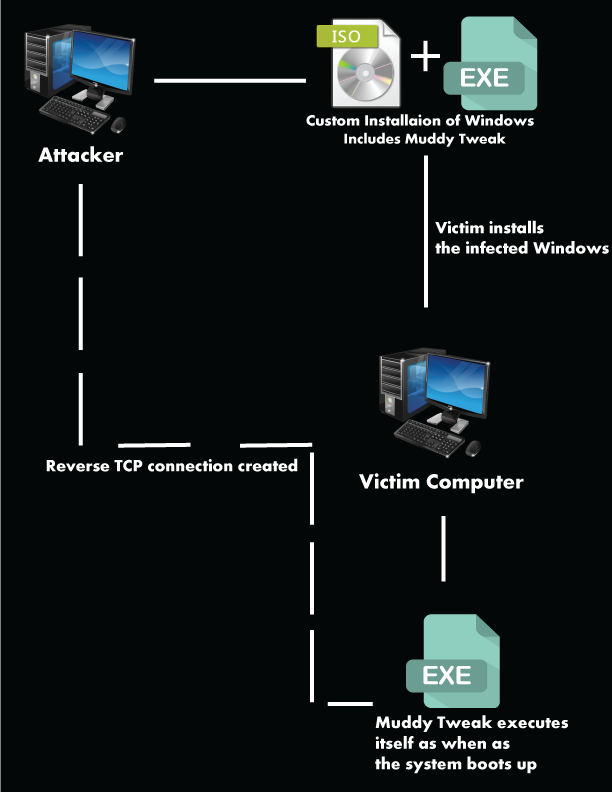 ISO
EXE
Custom Installaion of Windows
Includes Muddy Tweak
Attacker
Victim installs
the infected Windows
Reverse TCP connection created
Victim Computer
EXE
Muddy Tweak executes
itself as when as
the system boots up